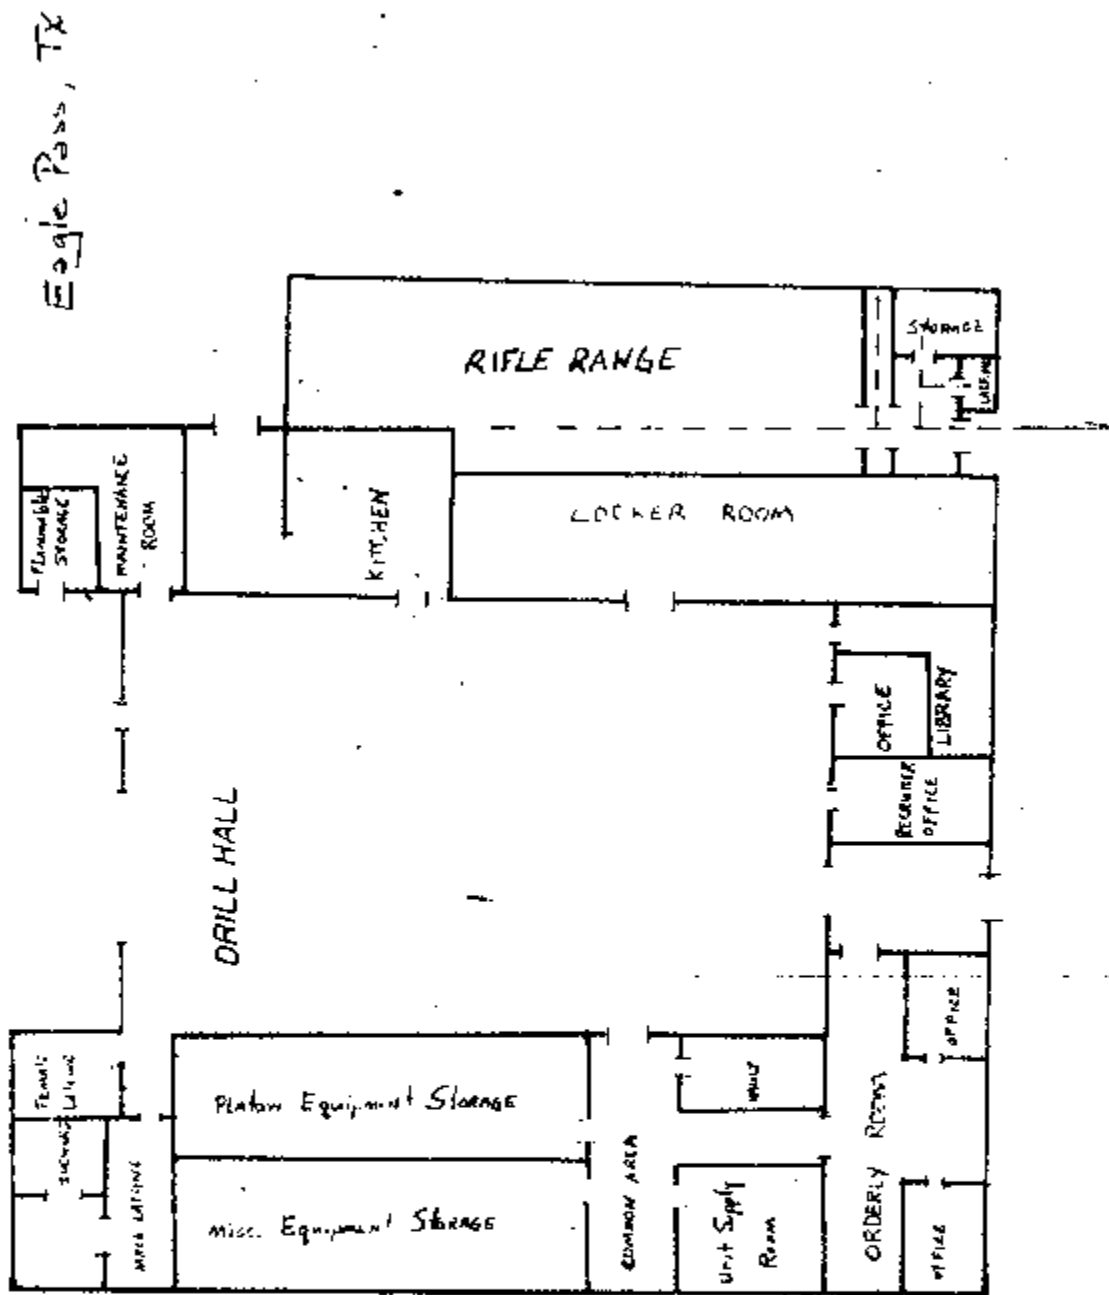 Eagle Pass, TX
RIFLE RANGE
STORAGE
Flammable
STORAGE
MAINTENANCE
ROOM
KITCHEN
LOCKER ROOM
OFFICE
LIBRARY
RECRUITER
OFFICE
DRILL HALL
FEMALE
LATRINE
MALE LATRINE
Platoon Equipment STORAGE
Misc. Equipment STORAGE
COMMON AREA
VAULT
Unit Supply
Room
ORDERLY ROOM
OFFICE
OFFICE